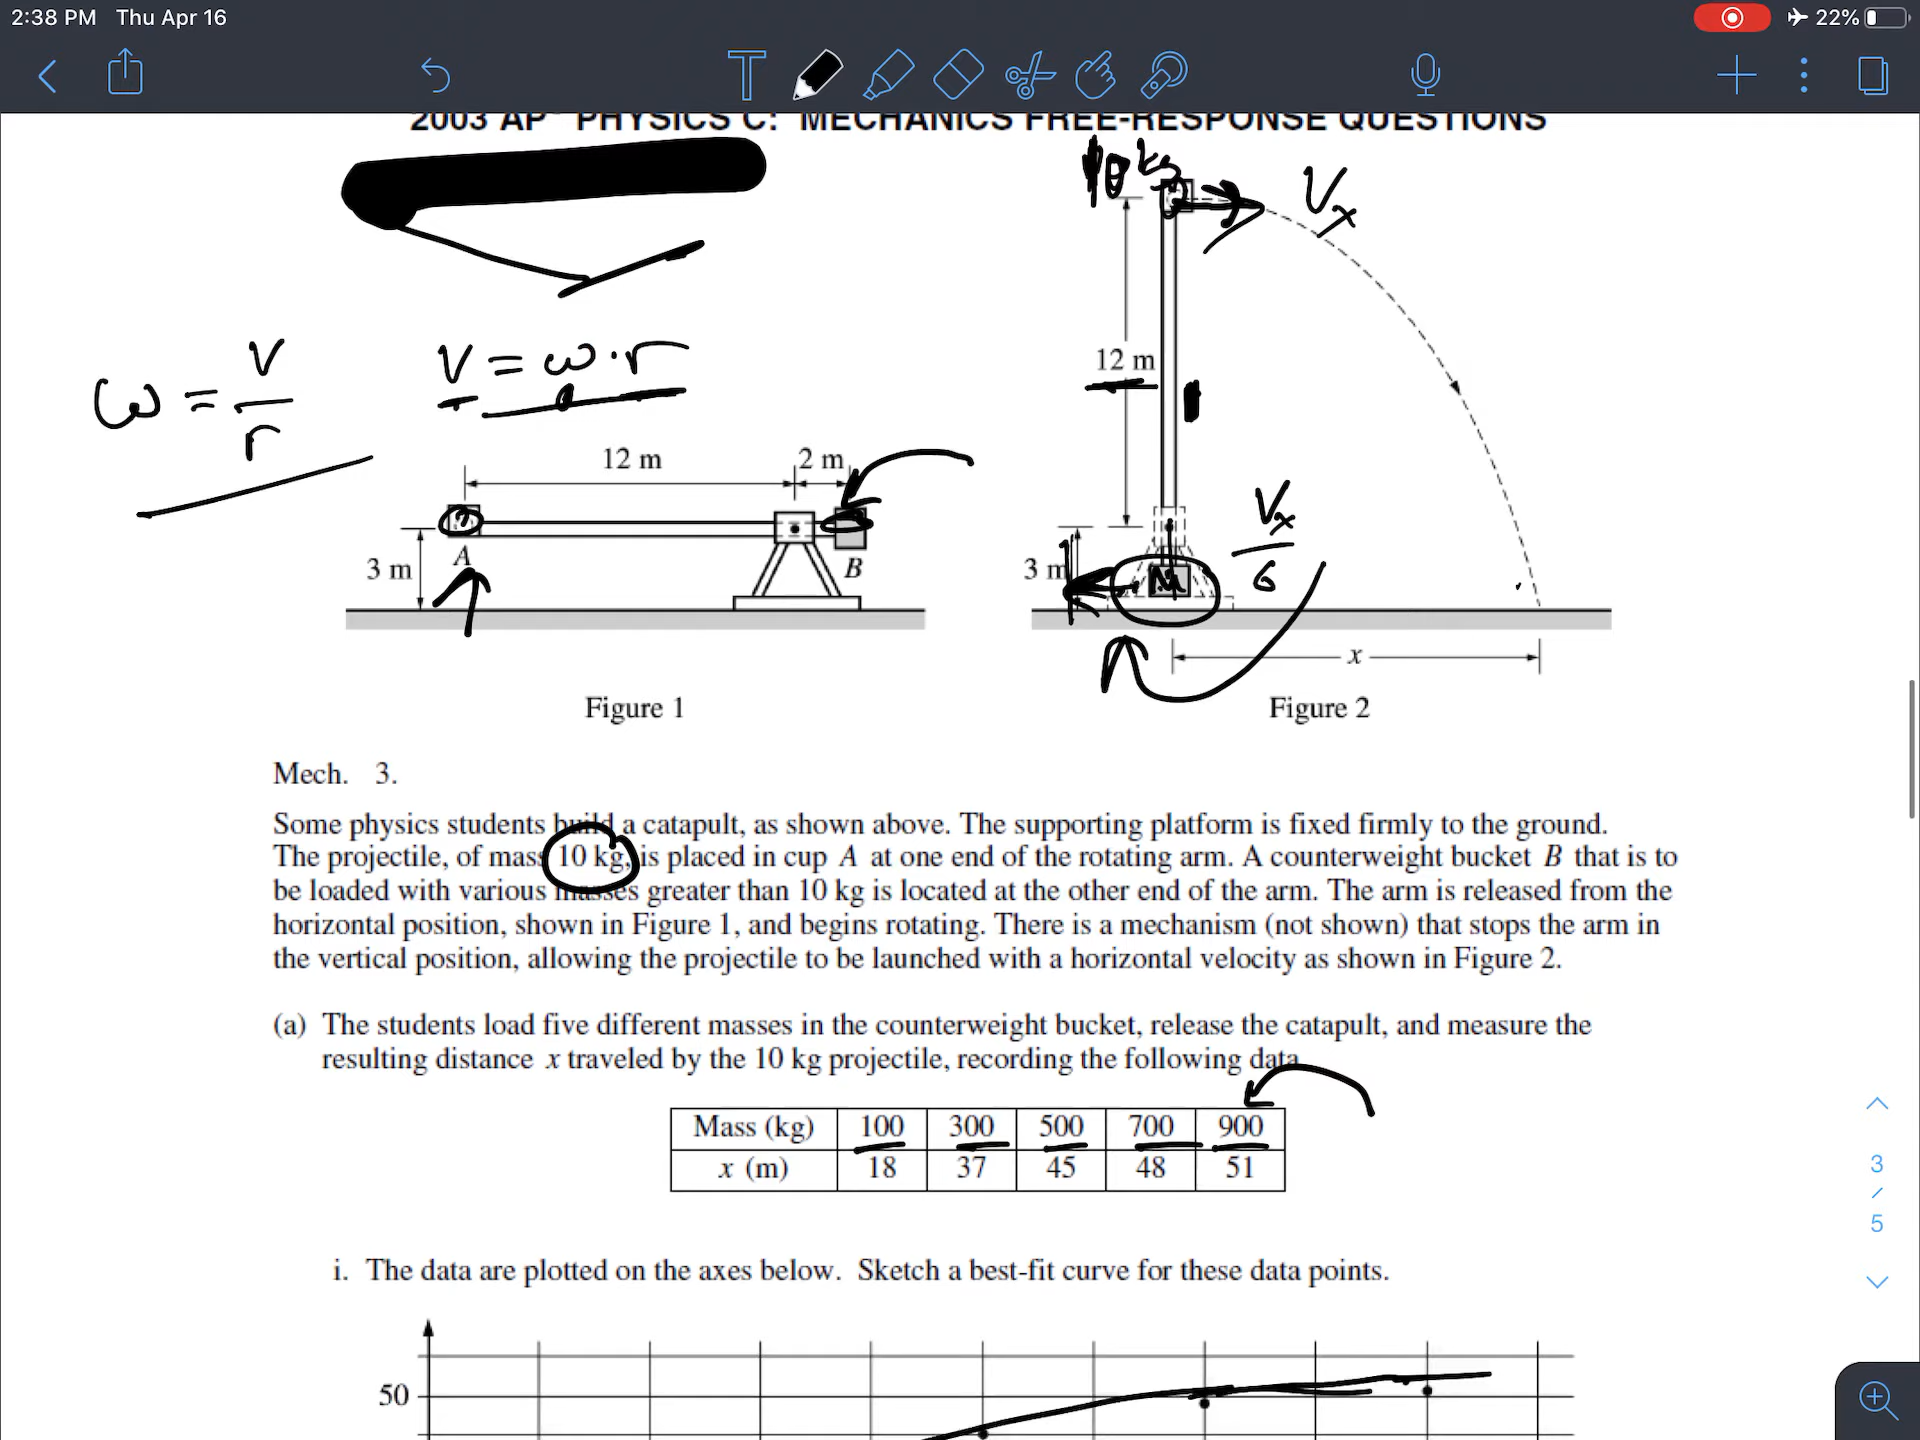 2:38 PM Thu Apr 16
22%
2003 AP PHYSICS C: MECHANICS FREE-RESPONSE QUESTIONS
10 kg
Vx
ω = v/r
v = ω·r
12 m
12 m
2 m
Vx/6
3 m
A
B
3 m
M
x
Figure 1
Figure 2
Mech. 3.
Some physics students build a catapult, as shown above. The supporting platform is fixed firmly to the ground.
The projectile, of mass 10 kg, is placed in cup A at one end of the rotating arm. A counterweight bucket B that is to
be loaded with various masses greater than 10 kg is located at the other end of the arm. The arm is released from the
horizontal position, shown in Figure 1, and begins rotating. There is a mechanism (not shown) that stops the arm in
the vertical position, allowing the projectile to be launched with a horizontal velocity as shown in Figure 2.
(a) The students load five different masses in the counterweight bucket, release the catapult, and measure the
resulting distance x traveled by the 10 kg projectile, recording the following data
Mass (kg) 100 300 500 700 900
x (m) 18 37 45 48 51
3
/
5
i. The data are plotted on the axes below. Sketch a best-fit curve for these data points.
50